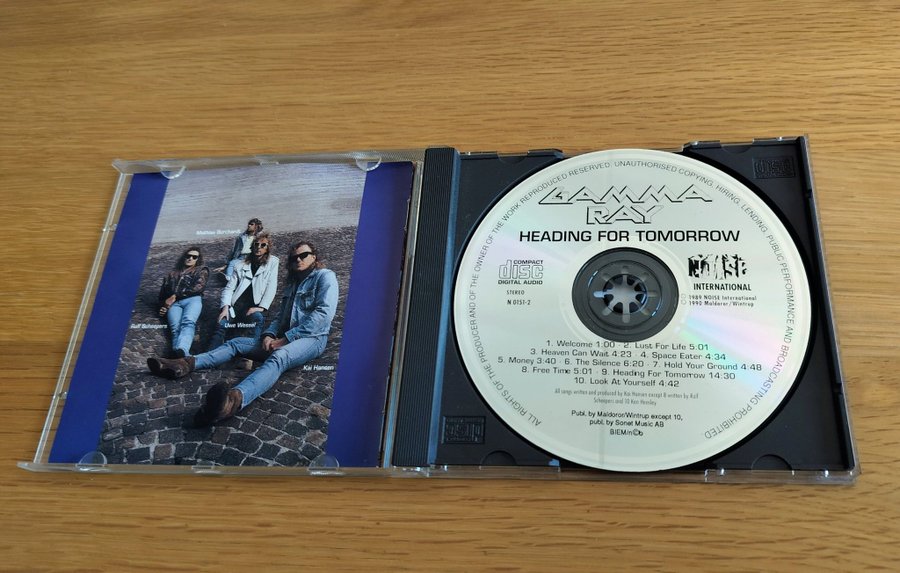 Mathias Burchardt
Ralf Scheepers
Uwe Wessel
Kai Hansen
ALL RIGHTS OF THE PRODUCER AND OF THE OWNER OF THE WORK REPRODUCED RESERVED. UNAUTHORISED COPYING, HIRING, LENDING, PUBLIC PERFORMANCE AND BROADCASTING PROHIBITED.
GAMMA
RAY
HEADING FOR TOMORROW
COMPACT
disc
DIGITAL AUDIO
STEREO
N 0151-2
NOISE
INTERNATIONAL
1989 NOISE International
1990 Maldoror/Wintrup
1. Welcome 1:00 · 2. Lust For Life 5:01
3. Heaven Can Wait 4:23 · 4. Space Eater 4:34
5. Money 3:40 · 6. The Silence 6:20 · 7. Hold Your Ground 4:48
8. Free Time 5:01 · 9. Heading For Tomorrow 14:30
10. Look At Yourself 4:42
All songs written and produced by Kai Hansen except 8 written by Ralf
Scheepers and 10 Ken Hensley
Publ. by Maldoror/Wintrup except 10,
publ. by Sonet Music AB
BIEM/n©b